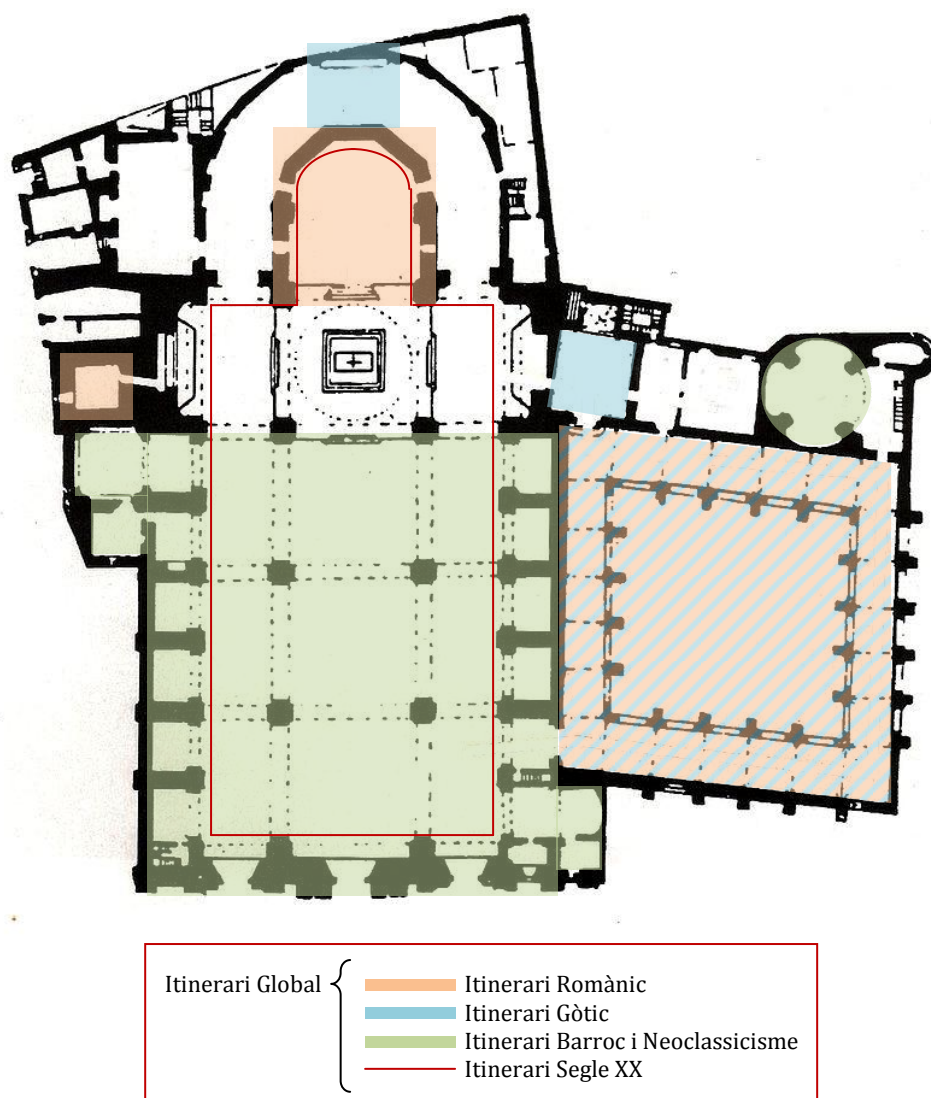 Itinerari Global
Itinerari Romànic
Itinerari Gòtic
Itinerari Barroc i Neoclassicisme
Itinerari Segle XX